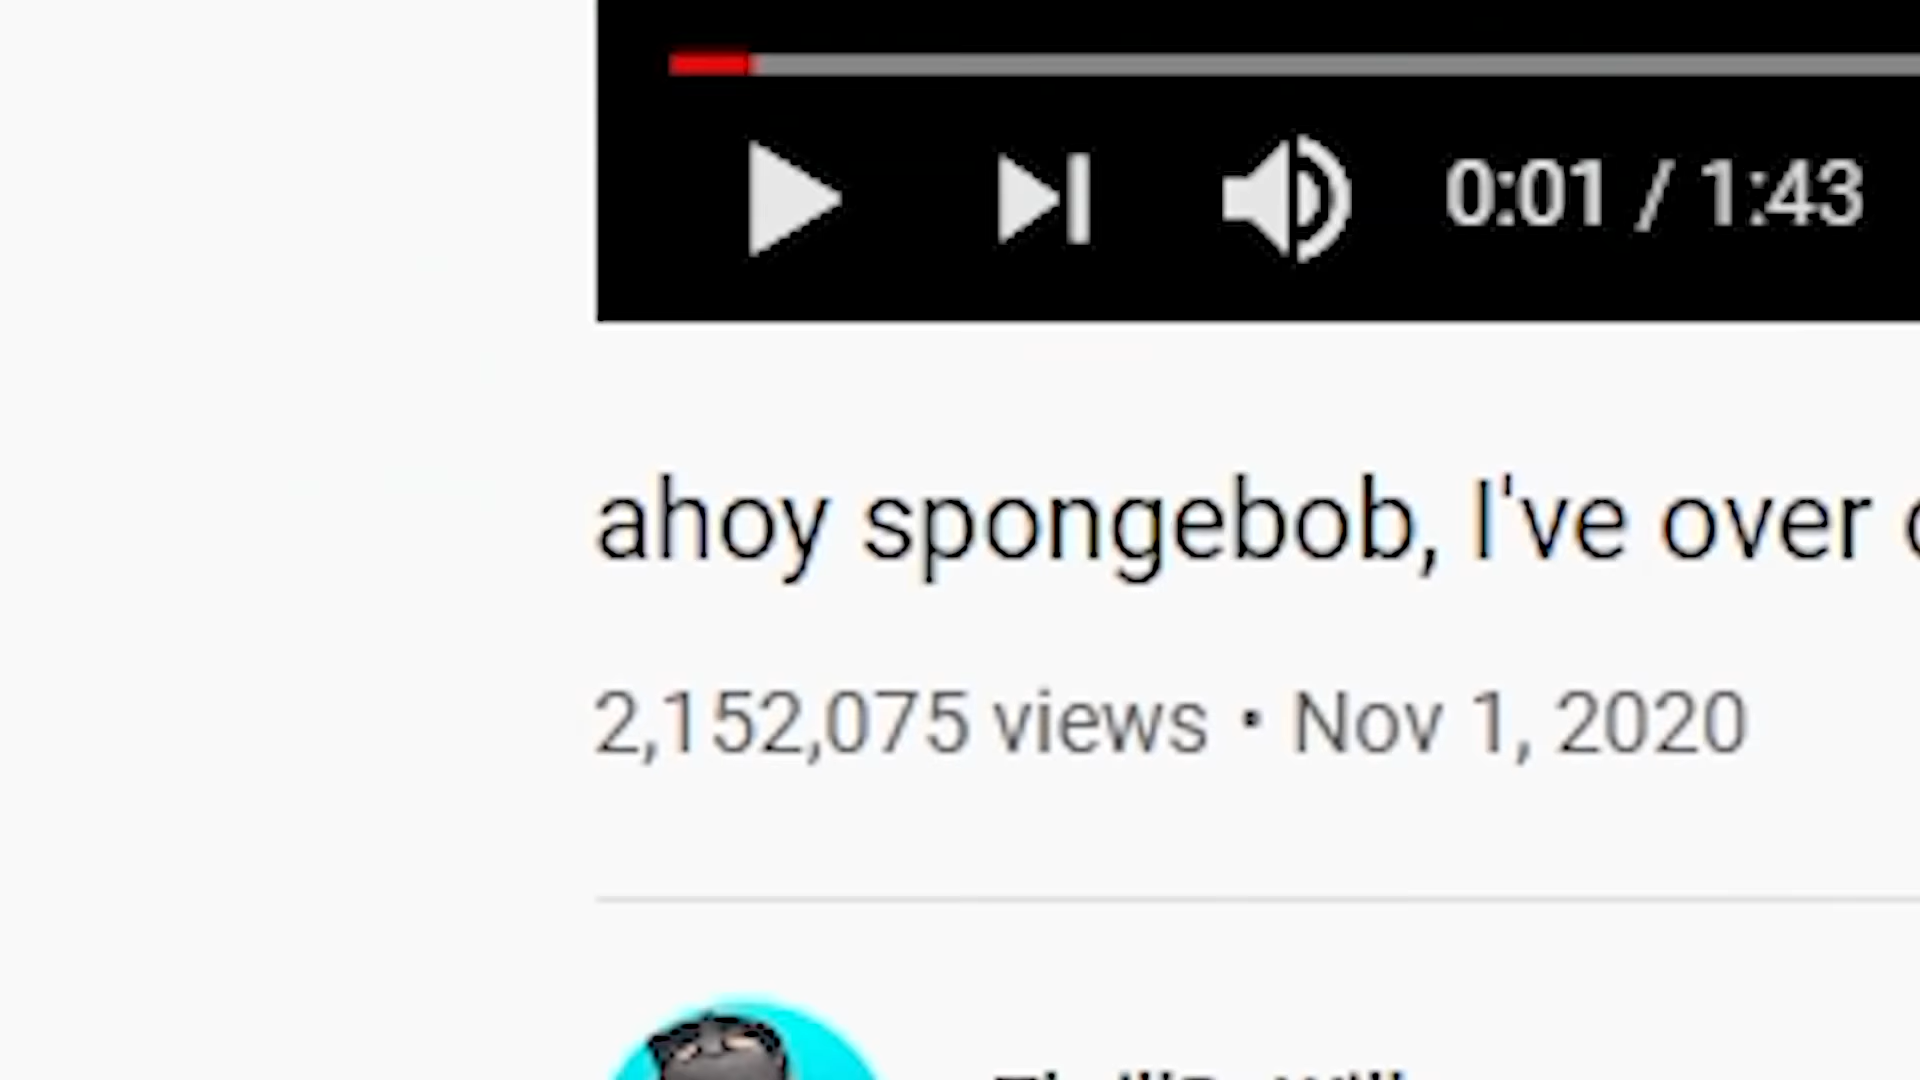 0:01 / 1:43
ahoy spongebob, I've over
2,152,075 views • Nov 1, 2020